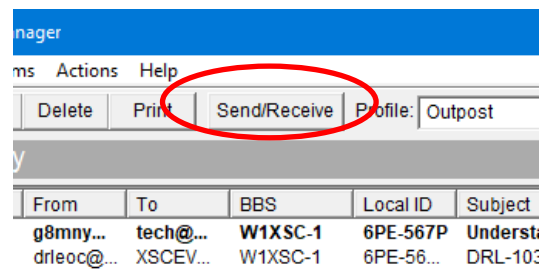 nager
ms Actions Help
Delete Print Send/Receive Profile: Outpost
y
From To BBS Local ID Subject
g8mny... tech@... W1XSC-1 6PE-567P Understa
drleoc@... XSCEV... W1XSC-1 6PE-56... DRL-103